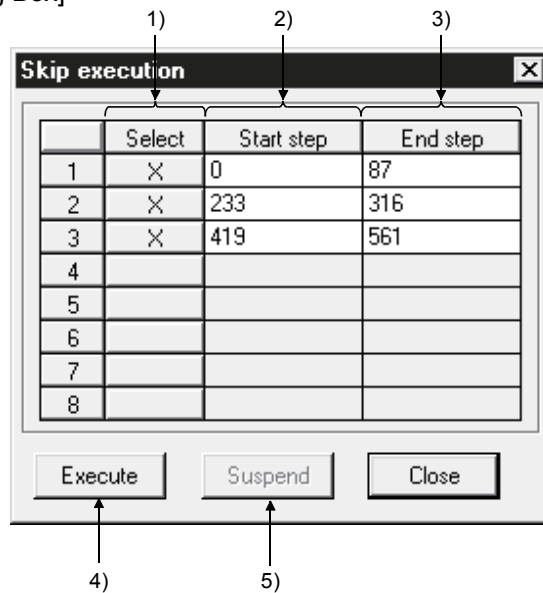 g Box]
1) 2) 3)
Skip execution
Select Start step End step
1 X 0 87
2 X 233 316
3 X 419 561
4
5
6
7
8
Execute Suspend Close
4) 5)